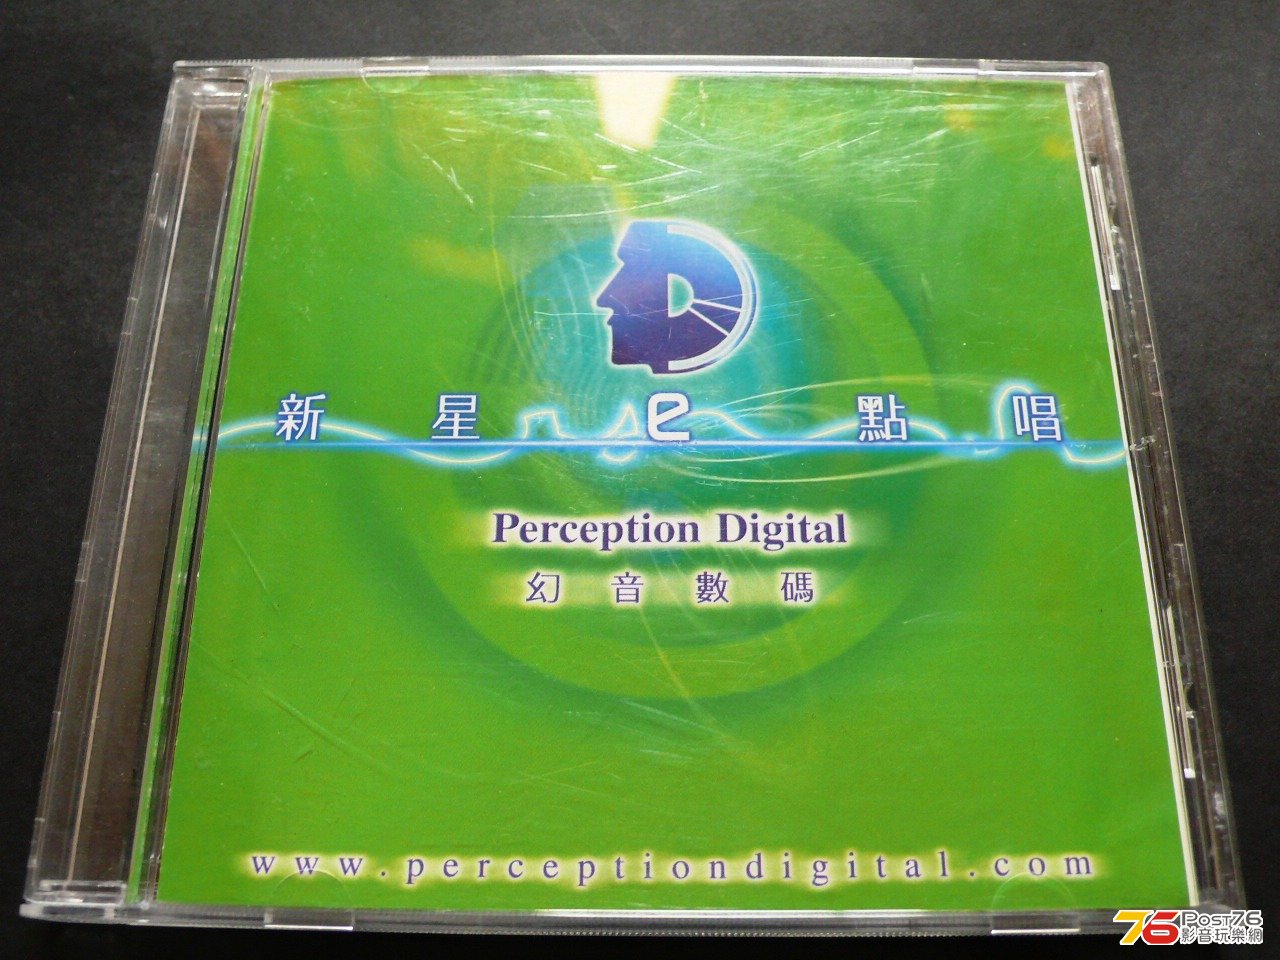 新星e點唱
Perception Digital
幻音數碼
www.perceptiondigital.com
76 Post76
影音玩樂網